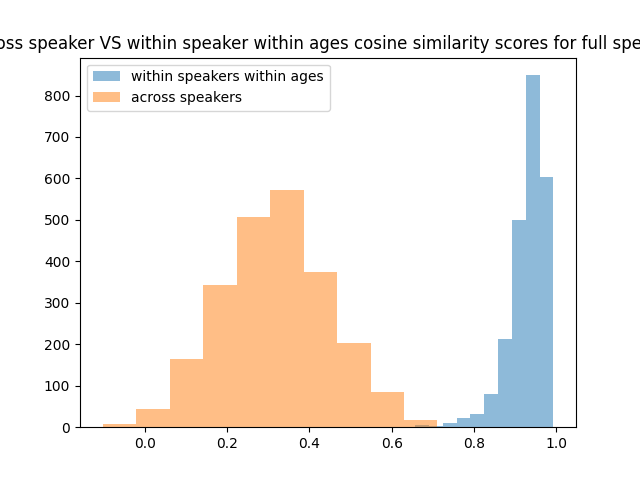 oss speaker VS within speaker within ages cosine similarity scores for full spe
within speakers within ages
across speakers
800
700
600
500
400
300
200
100
0
0.0 0.2 0.4 0.6 0.8 1.0